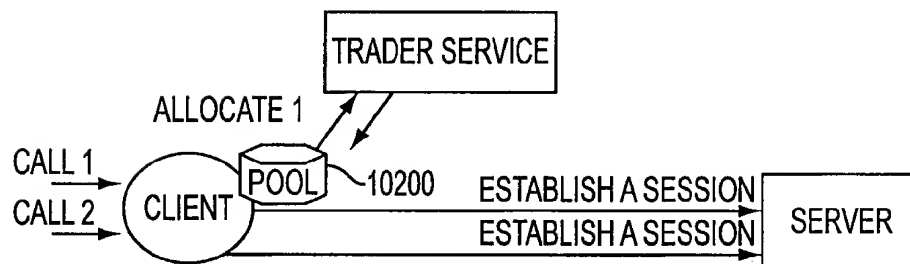 TRADER SERVICE
ALLOCATE 1
CALL 1
POOL
10200
CALL 2
CLIENT
ESTABLISH A SESSION
ESTABLISH A SESSION
SERVER